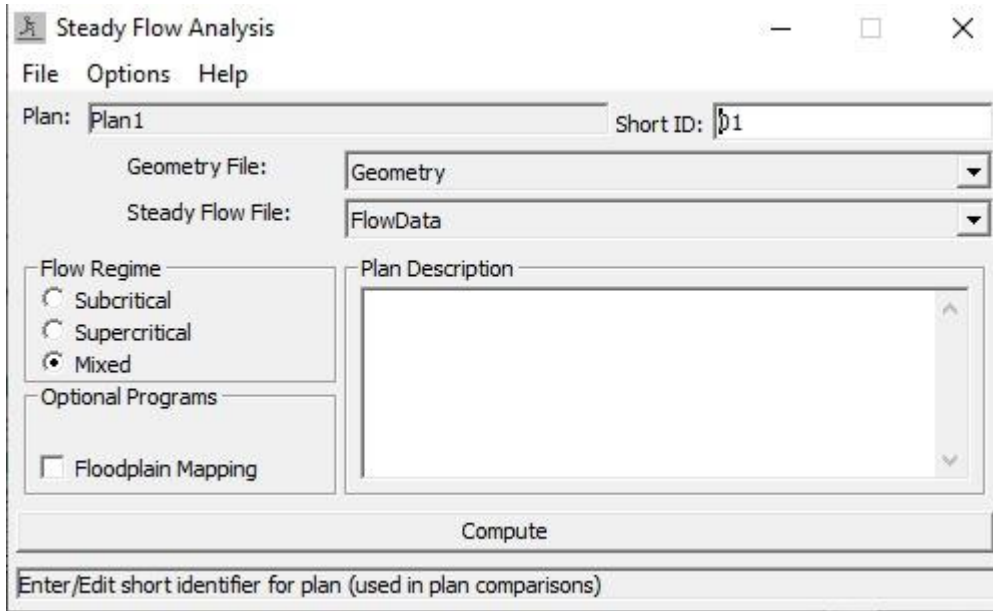 Steady Flow Analysis
File Options Help
Plan: Plan1 Short ID: 01
Geometry File: Geometry
Steady Flow File: FlowData
Flow Regime
Subcritical
Supercritical
Mixed
Plan Description
Optional Programs
Floodplain Mapping
Compute
Enter/Edit short identifier for plan (used in plan comparisons)